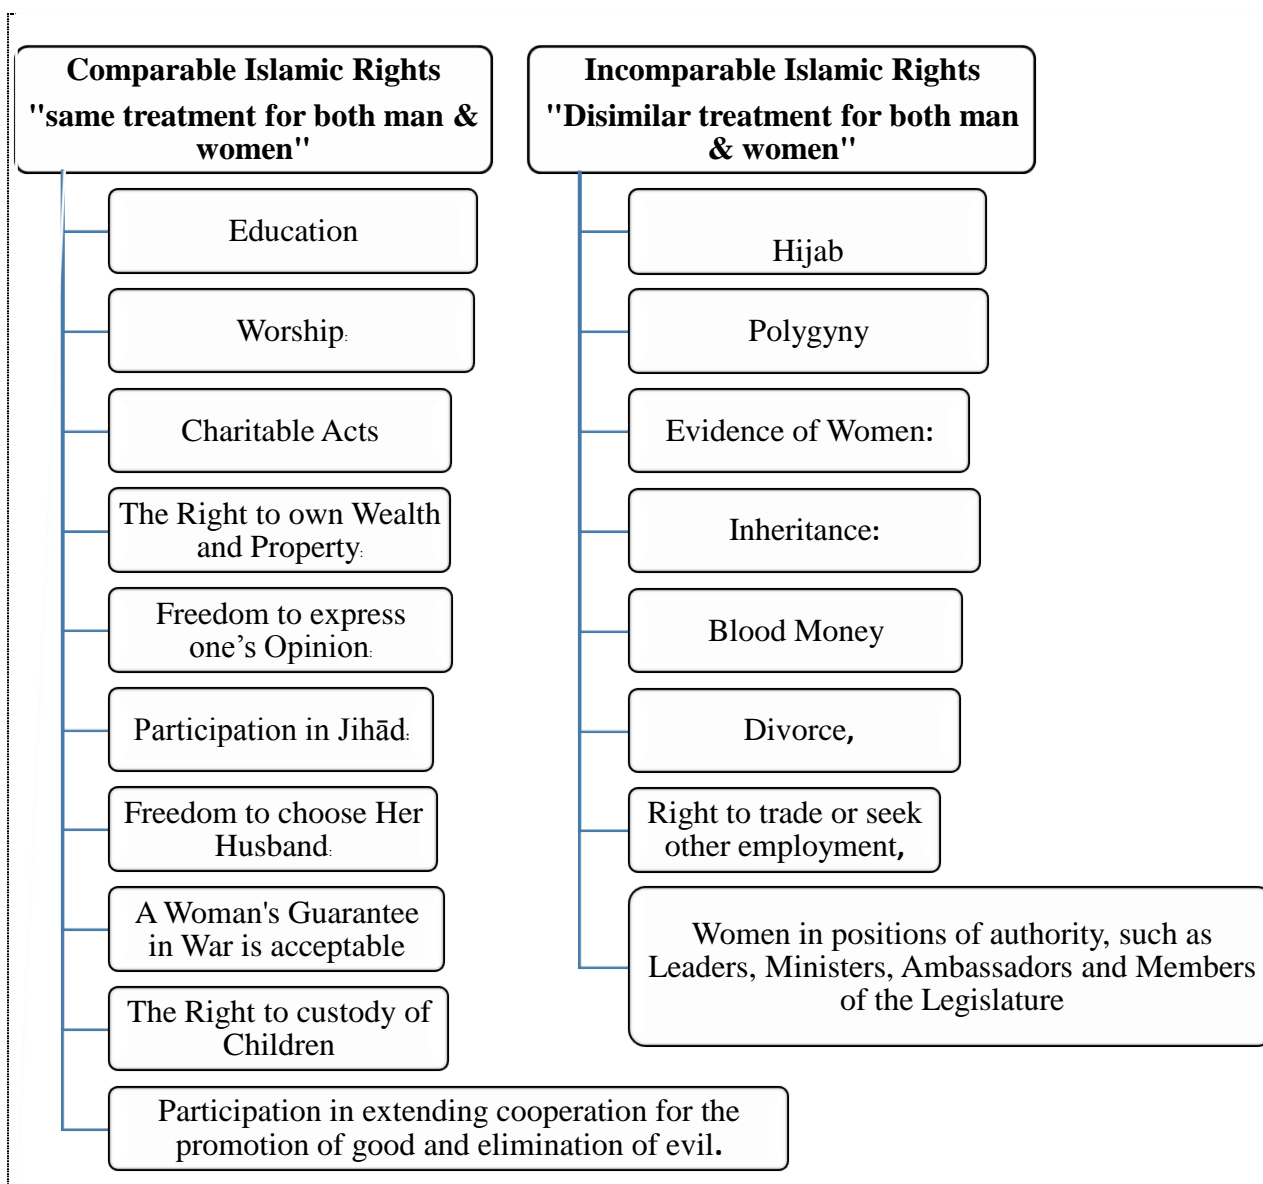 Comparable Islamic Rights
"same treatment for both man &
women"
Education
Worship:
Charitable Acts
The Right to own Wealth
and Property:
Freedom to express
one’s Opinion:
Participation in Jihād:
Freedom to choose Her
Husband:
A Woman's Guarantee
in War is acceptable
The Right to custody of
Children
Participation in extending cooperation for the
promotion of good and elimination of evil.
Incomparable Islamic Rights
"Disimilar treatment for both man
& women"
Hijab
Polygyny
Evidence of Women:
Inheritance:
Blood Money
Divorce,
Right to trade or seek
other employment,
Women in positions of authority, such as
Leaders, Ministers, Ambassadors and Members
of the Legislature